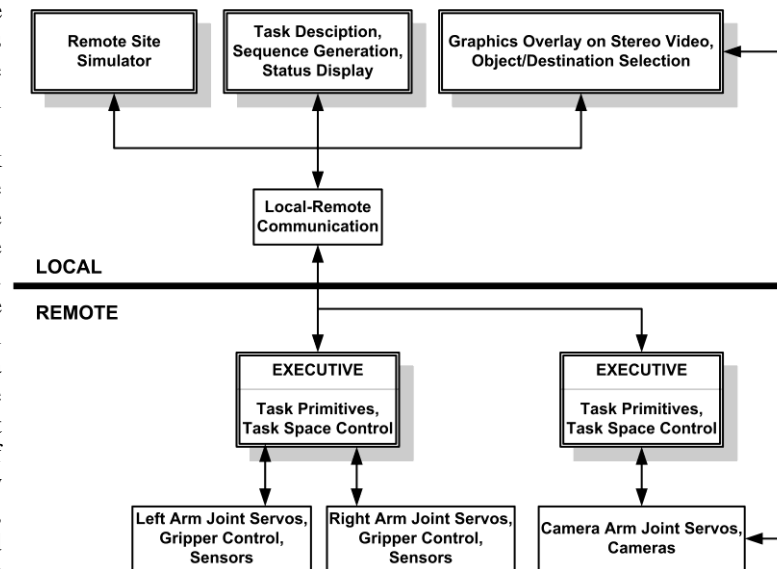 Remote Site
Simulator
Task Desciption,
Sequence Generation,
Status Display
Graphics Overlay on Stereo Video,
Object/Destination Selection
Local-Remote
Communication
LOCAL
REMOTE
EXECUTIVE
Task Primitives,
Task Space Control
EXECUTIVE
Task Primitives,
Task Space Control
Left Arm Joint Servos,
Gripper Control,
Sensors
Right Arm Joint Servos,
Gripper Control,
Sensors
Camera Arm Joint Servos,
Cameras